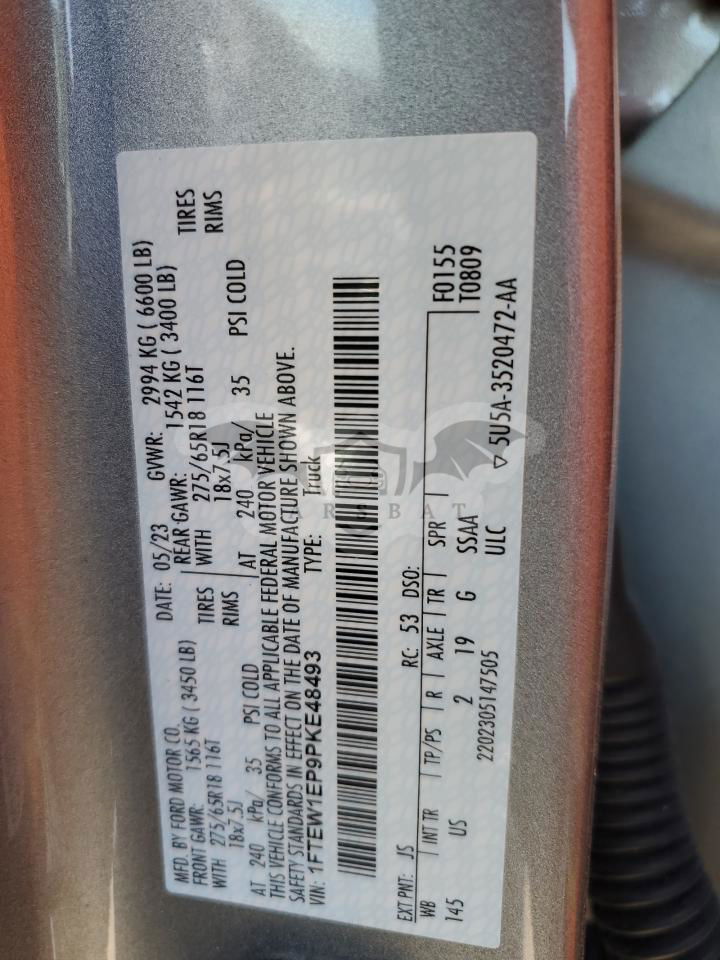 MFD. BY FORD MOTOR CO. DATE: 05/23 GVWR: 2994 KG ( 6600 LB)
FRONT GAWR: 1565 KG ( 3450 LB) REAR GAWR: 1542 KG ( 3400 LB)
WITH 275/65R18 116T TIRES WITH 275/65R18 116T TIRES
18x7.5J RIMS 18x7.5J RIMS
AT 240 kPa/ 35 PSI COLD AT 240 kPa/ 35 PSI COLD
THIS VEHICLE CONFORMS TO ALL APPLICABLE FEDERAL MOTOR VEHICLE
SAFETY STANDARDS IN EFFECT ON THE DATE OF MANUFACTURE SHOWN ABOVE.
VIN: 1FTEW1EP9PKE48493 TYPE: Truck
CARSBAT
EXT PNT: JS RC: 53 DSO: F0155
WB INT TR TP/PS R AXLE TR SPR T0809
145 US 2 19 G SSAA ▽ 5U5A-3520472-AA
2202305147505 ULC